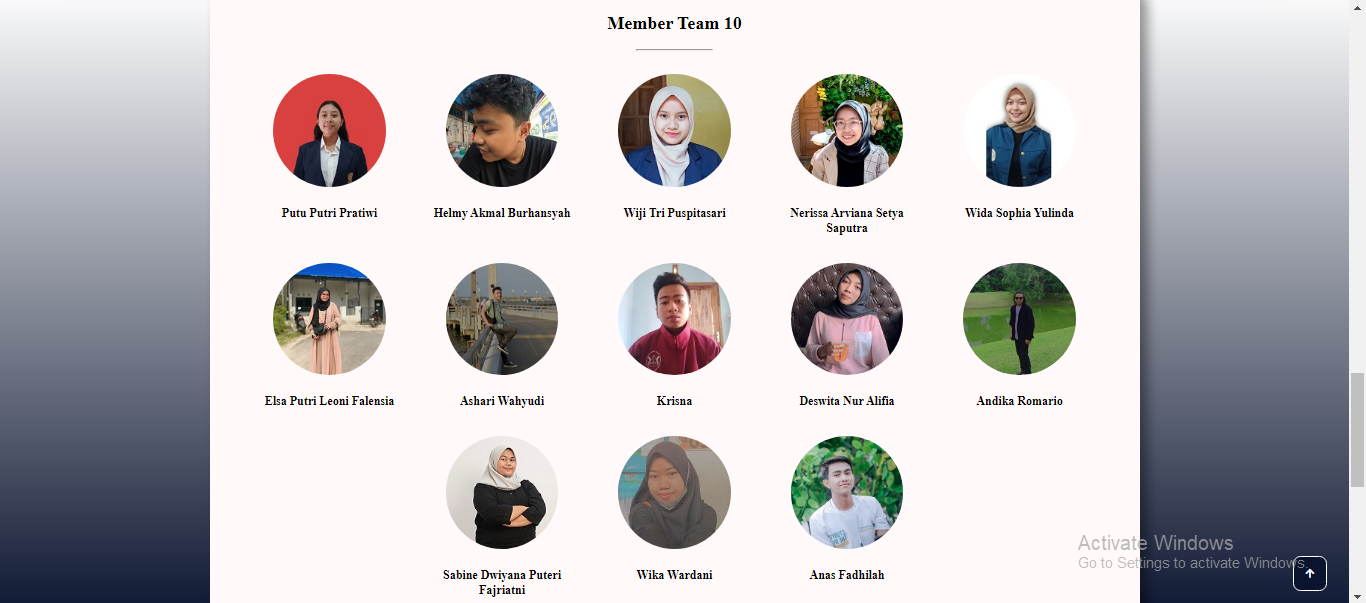 Member Team 10
Putu Putri Pratiwi
Helmy Akmal Burhansyah
Wiji Tri Puspitasari
Nerissa Arviana Setya
Saputra
Wida Sophia Yulinda
Elsa Putri Leoni Falensia
Ashari Wahyudi
Krisna
Deswita Nur Alifia
Andika Romario
Sabine Dwiyana Puteri
Fajriatni
Wika Wardani
Anas Fadhilah
Activate Windows
Go to Settings to activate Windows.